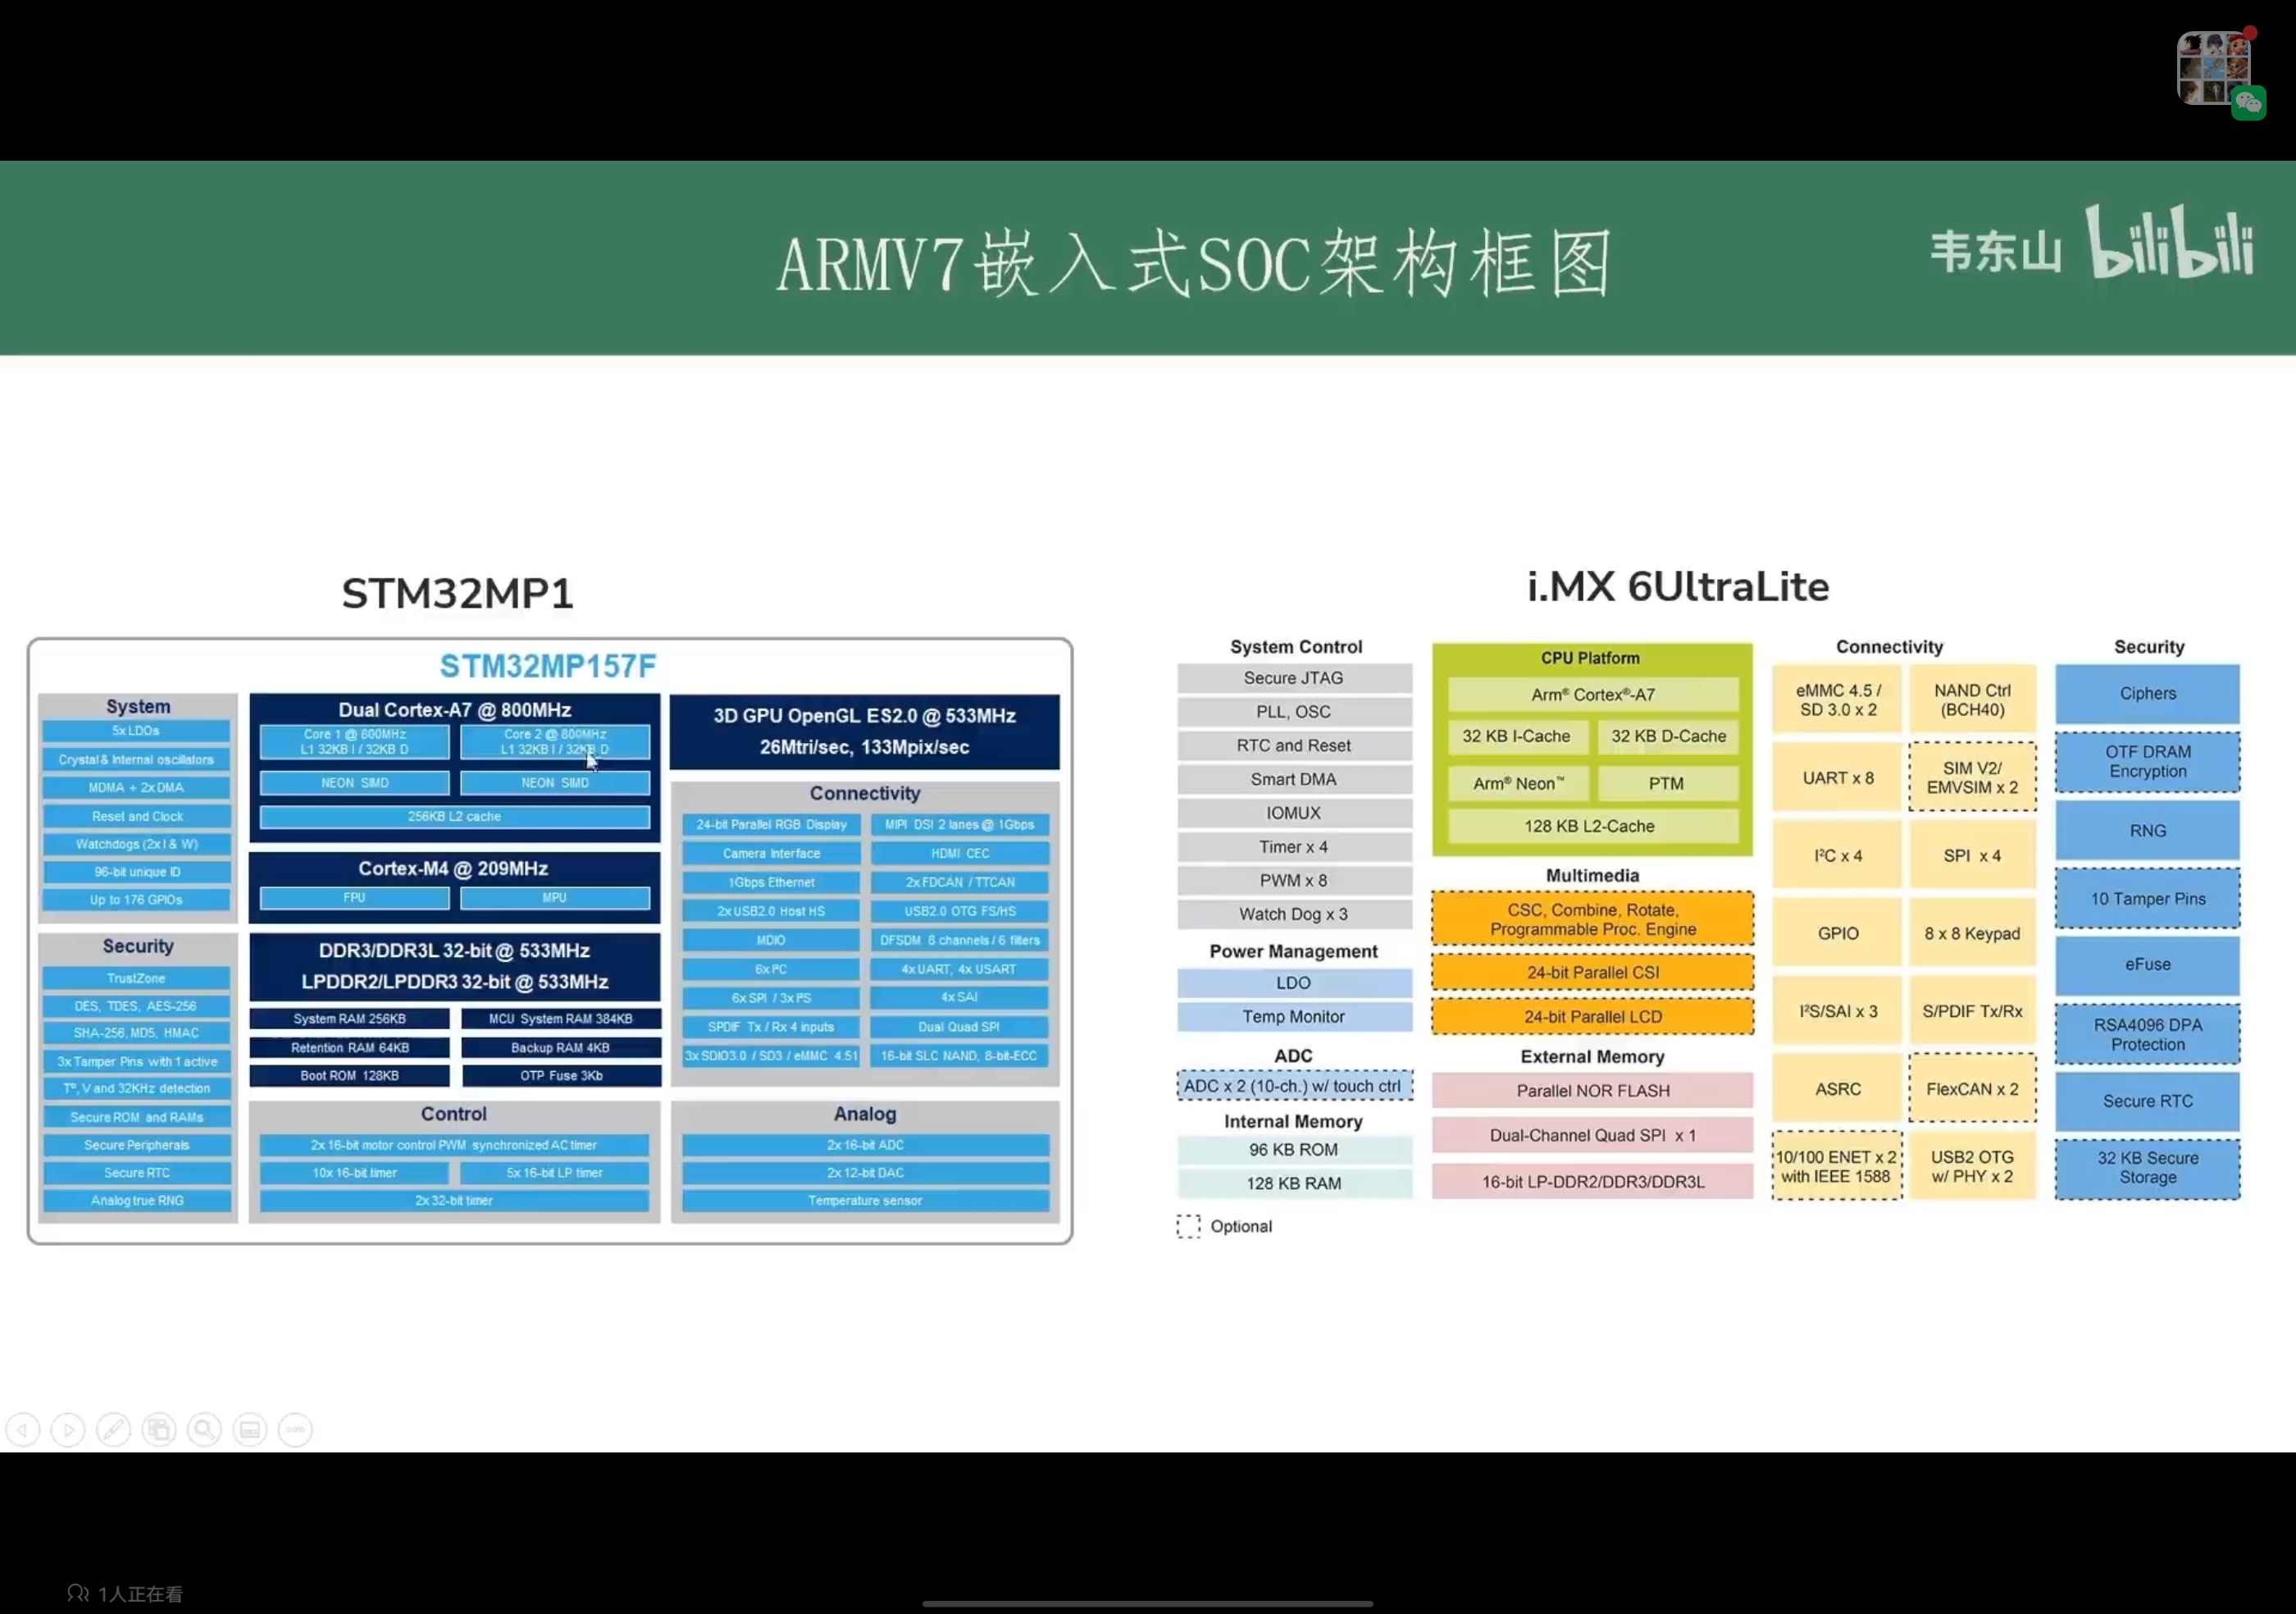 ARMV7嵌入式SOC架构框图
韦东山 bilibili
STM32MP1
STM32MP157F
System
5x LDOs
Crystal & Internal oscillators
MDMA + 2x DMA
Reset and Clock
Watchdogs (2x I & W)
96-bit unique ID
Up to 176 GPIOs
Security
TrustZone
DES, TDES, AES-256
SHA-256, MD5, HMAC
3x Tamper Pins with 1 active
T°, V and 32KHz detection
Secure ROM and RAMs
Secure Peripherals
Secure RTC
Analog true RNG
Dual Cortex-A7 @ 800MHz
Core 1 @ 800MHz
L1 32KB I / 32KB D
Core 2 @ 800MHz
L1 32KB I / 32KB D
NEON SIMD
NEON SIMD
256KB L2 cache
Cortex-M4 @ 209MHz
FPU
MPU
DDR3/DDR3L 32-bit @ 533MHz
LPDDR2/LPDDR3 32-bit @ 533MHz
System RAM 256KB
MCU System RAM 384KB
Retention RAM 64KB
Backup RAM 4KB
Boot ROM 128KB
OTP Fuse 3Kb
Control
2x 16-bit motor control PWM synchronized AC timer
10x 16-bit timer
5x 16-bit LP timer
2x 32-bit timer
3D GPU OpenGL ES2.0 @ 533MHz
26Mtri/sec, 133Mpix/sec
Connectivity
24-bit Parallel RGB Display
MIPI DSI 2 lanes @ 1Gbps
Camera Interface
HDMI CEC
1Gbps Ethernet
2x FDCAN / TTCAN
2x USB2.0 Host HS
USB2.0 OTG FS/HS
MDIO
DFSDM 8 channels / 6 filters
6x I²C
4x UART, 4x USART
6x SPI / 3x I²S
4x SAI
SPDIF Tx / Rx 4 inputs
Dual Quad SPI
3x SDIO3.0 / SD3 / eMMC 4.51
16-bit SLC NAND, 8-bit-ECC
Analog
2x 16-bit ADC
2x 12-bit DAC
Temperature sensor
i.MX 6UltraLite
System Control
Secure JTAG
PLL, OSC
RTC and Reset
Smart DMA
IOMUX
Timer x 4
PWM x 8
Watch Dog x 3
Power Management
LDO
Temp Monitor
ADC
ADC x 2 (10-ch.) w/ touch ctrl
Internal Memory
96 KB ROM
128 KB RAM
Optional
CPU Platform
Arm® Cortex®-A7
32 KB I-Cache
32 KB D-Cache
Arm® Neon™
PTM
128 KB L2-Cache
Multimedia
CSC, Combine, Rotate,
Programmable Proc. Engine
24-bit Parallel CSI
24-bit Parallel LCD
External Memory
Parallel NOR FLASH
Dual-Channel Quad SPI x 1
16-bit LP-DDR2/DDR3/DDR3L
Connectivity
eMMC 4.5 /
SD 3.0 x 2
NAND Ctrl
(BCH40)
UART x 8
SIM V2/
EMVSIM x 2
I²C x 4
SPI x 4
GPIO
8 x 8 Keypad
I²S/SAI x 3
S/PDIF Tx/Rx
ASRC
FlexCAN x 2
10/100 ENET x 2
with IEEE 1588
USB2 OTG
w/ PHY x 2
Security
Ciphers
OTF DRAM
Encryption
RNG
10 Tamper Pins
eFuse
RSA4096 DPA
Protection
Secure RTC
32 KB Secure
Storage
1人正在看